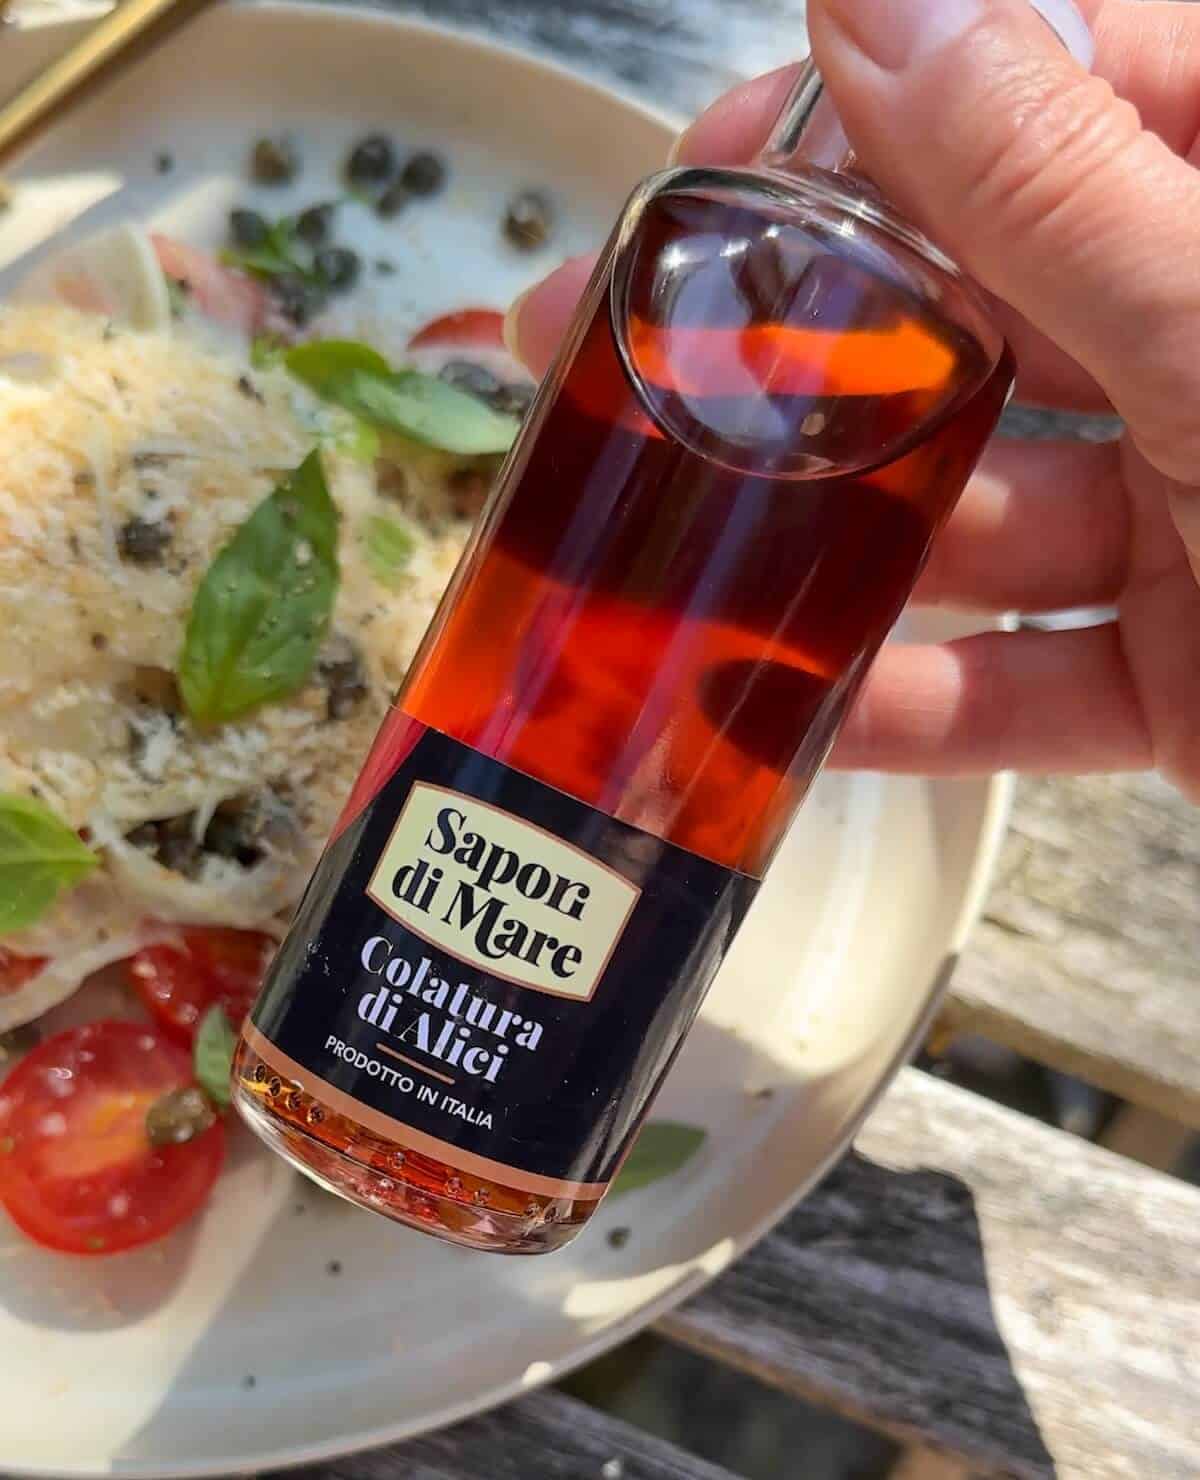 Sapori
di Mare
Colatura
di Alici
PRODOTTO IN ITALIA